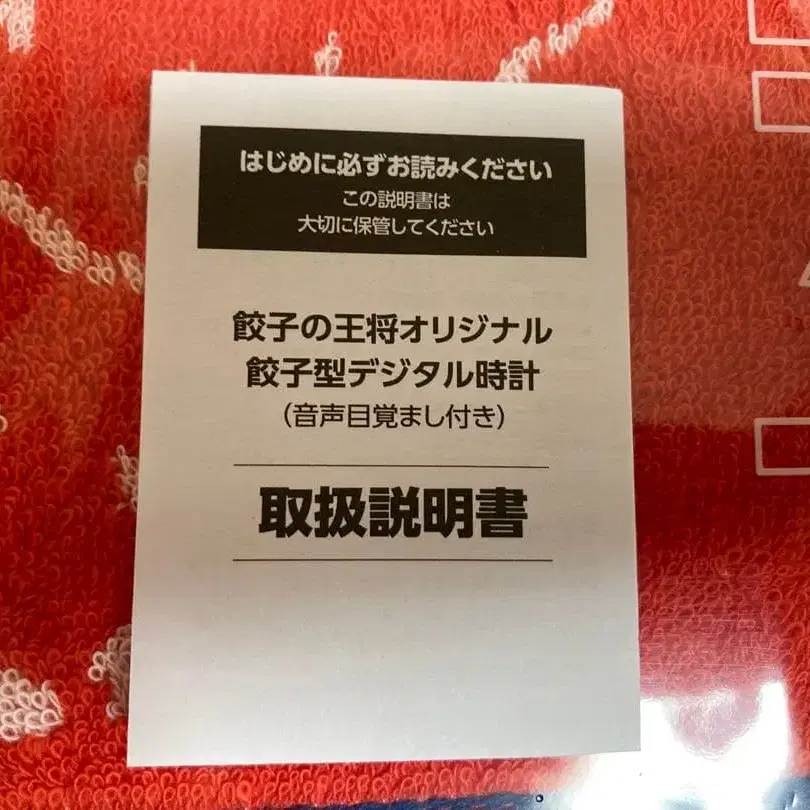 はじめに必ずお読みください
この説明書は
大切に保管してください
餃子の王将オリジナル
餃子型デジタル時計
（音声目覚まし付き）
取扱説明書